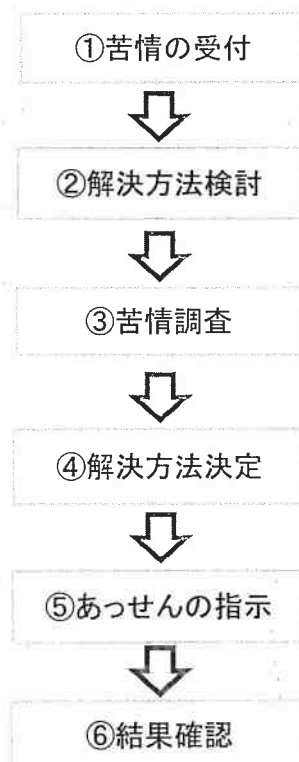 ①苦情の受付
②解決方法検討
③苦情調査
④解決方法決定
⑤あっせんの指示
⑥結果確認